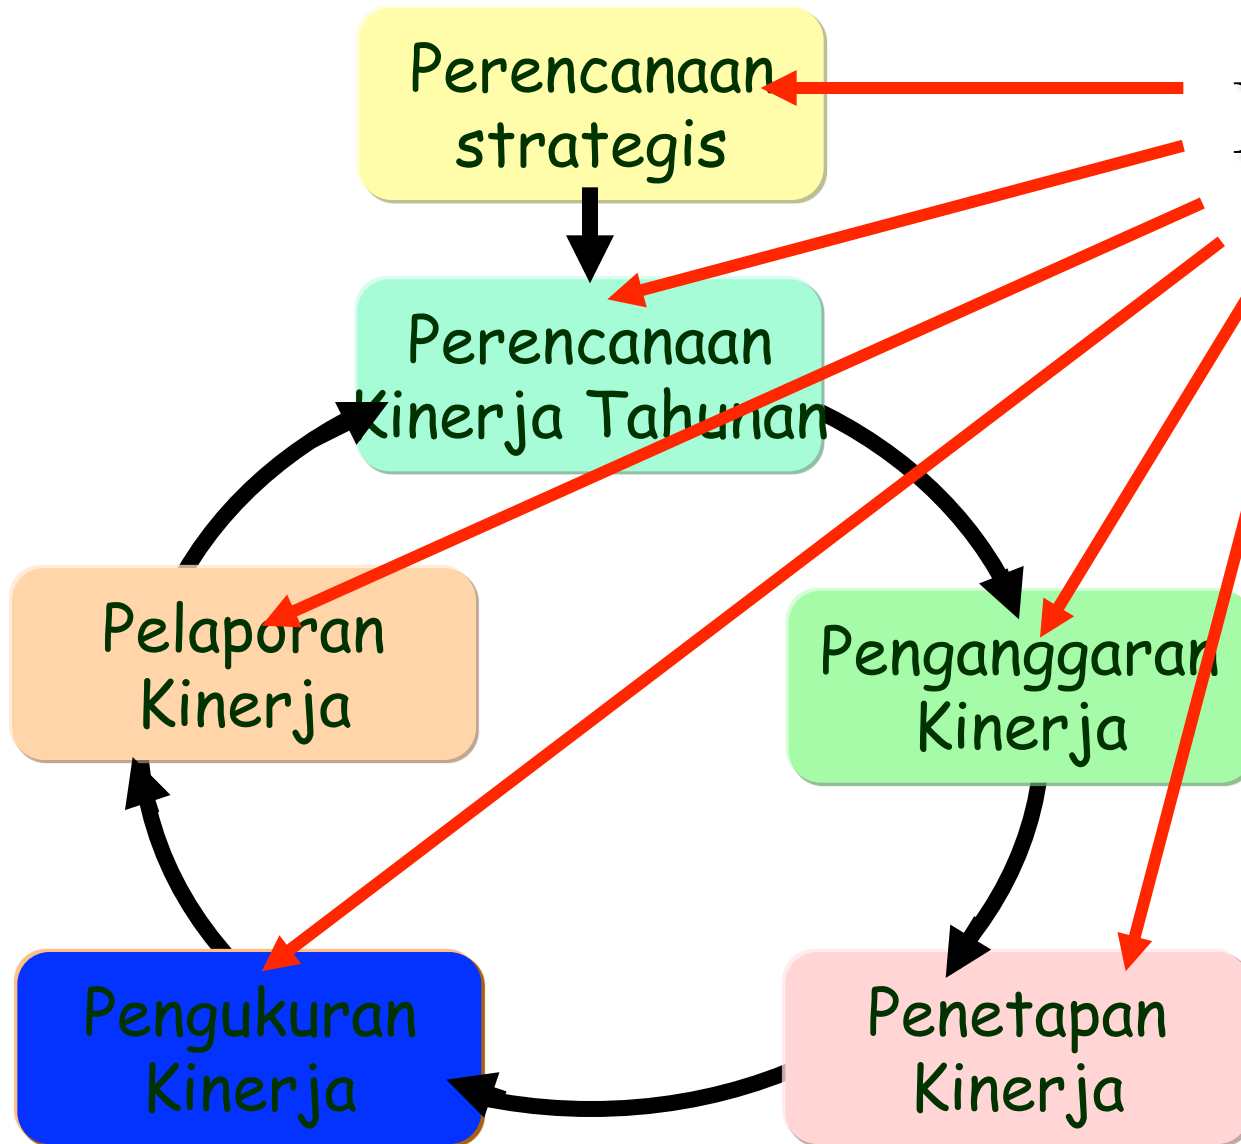 Perencanaan
strategis
Perencanaan
Kinerja Tahunan
Pelaporan
Kinerja
Penganggaran
Kinerja
Pengukuran
Kinerja
Penetapan
Kinerja